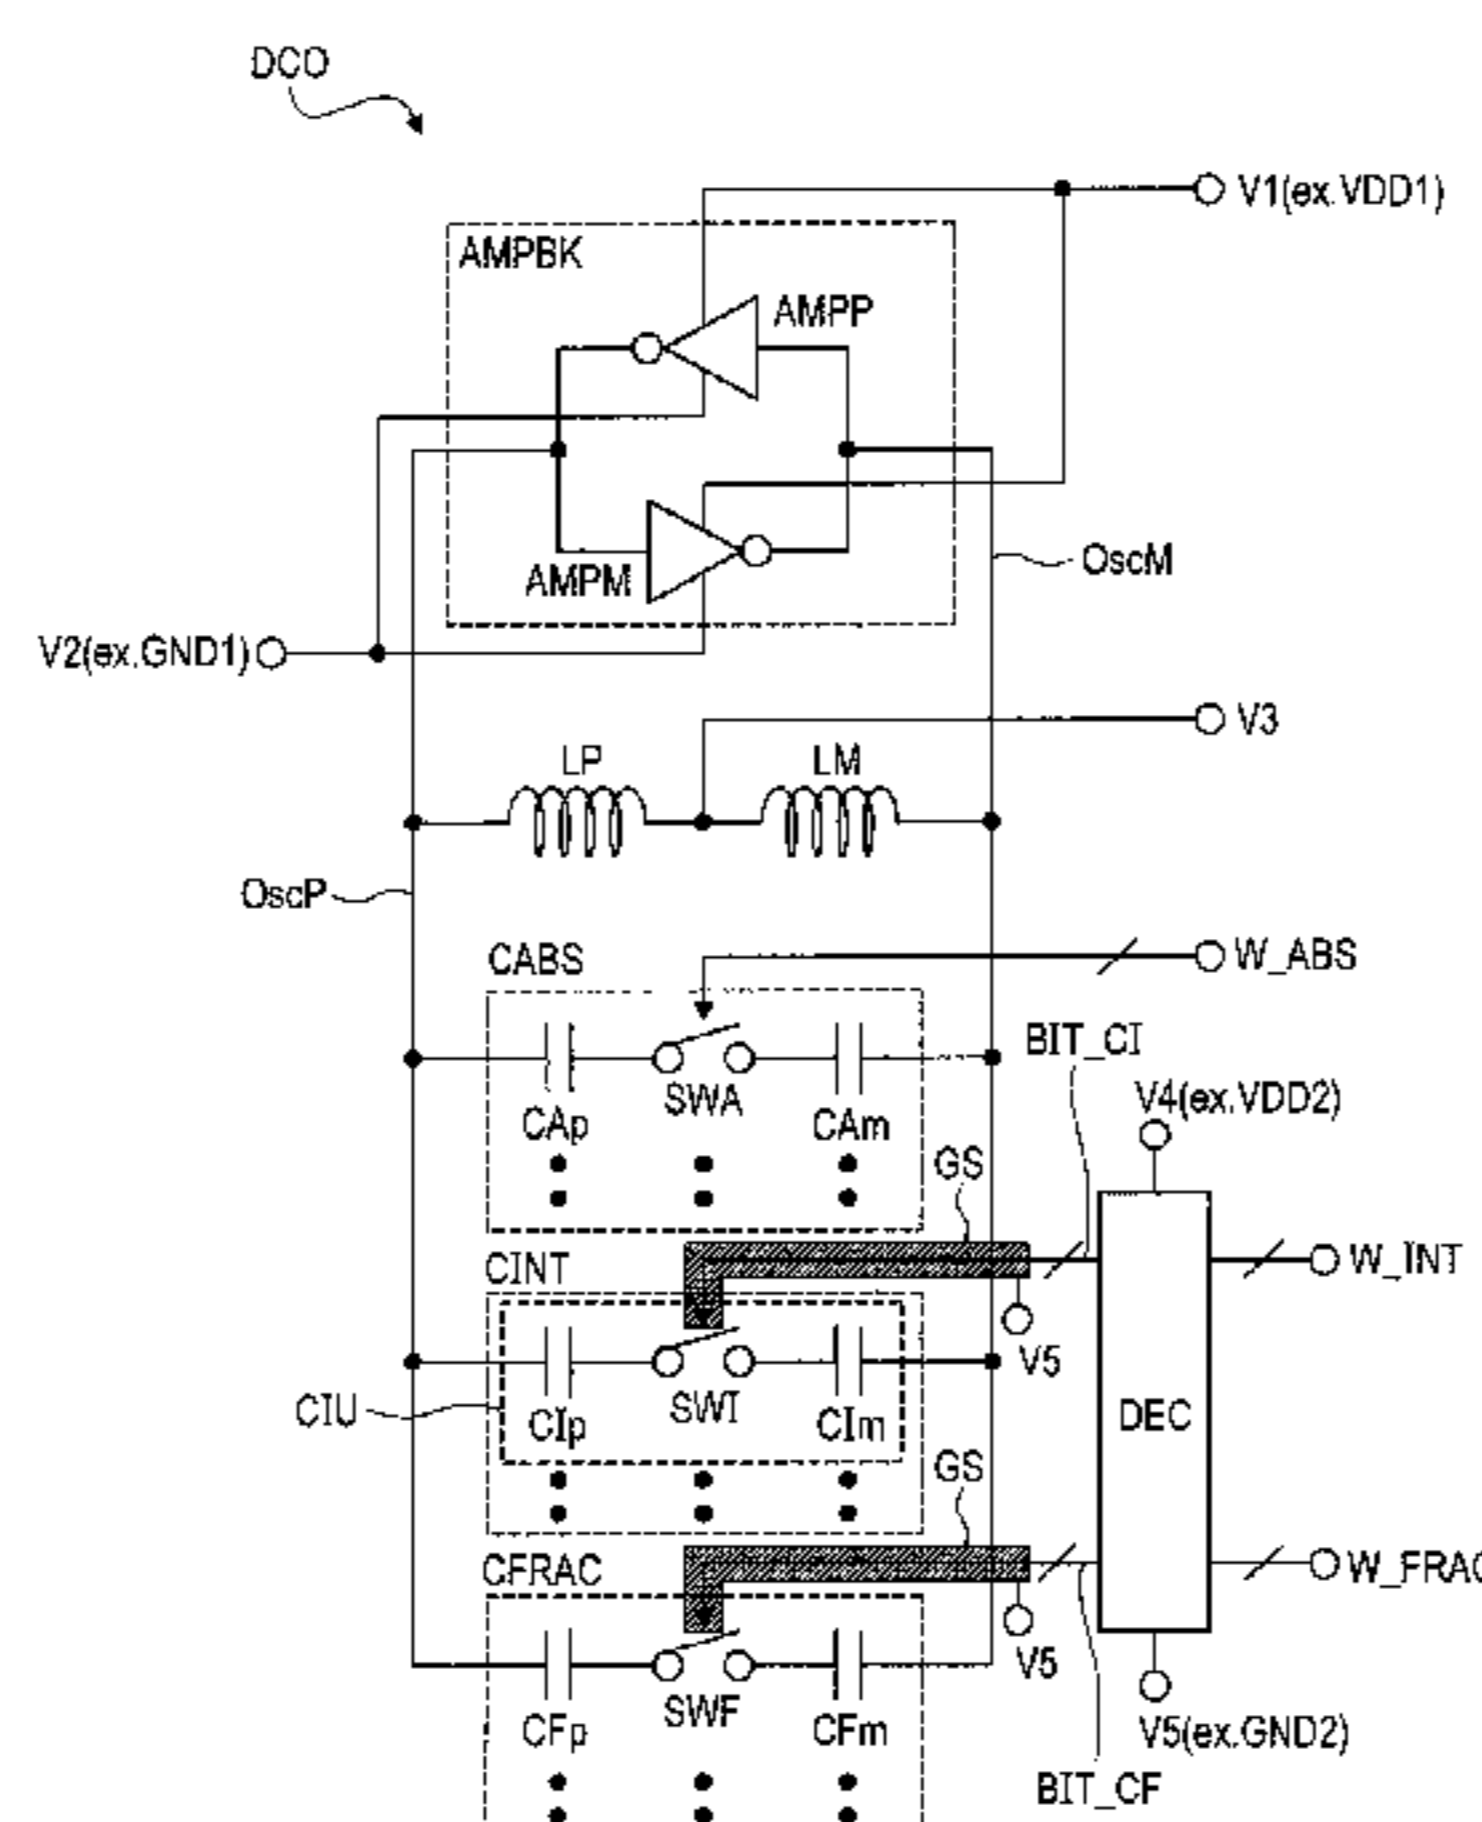 DCO
V1(ex.VDD1)
AMPBK
AMPP
AMPM
OscM
V2(ex.GND1)
V3
LP
LM
OscP
CABS
W_ABS
BIT_CI
SWA
CAp
CAm
V4(ex.VDD2)
GS
CINT
W_INT
V5
CIU
SWI
CIp
CIm
DEC
GS
CFRAC
W_FRAC
V5
SWF
CFp
CFm
V5(ex.GND2)
BIT_CF